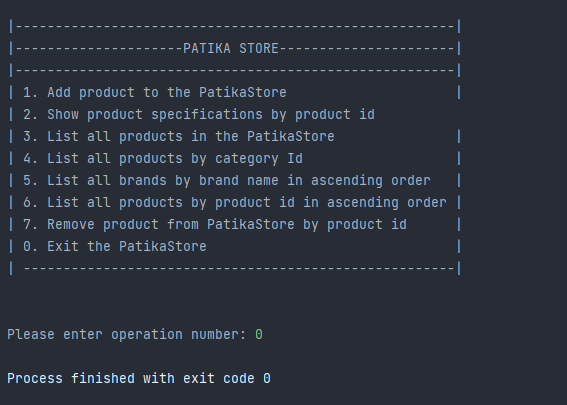 |-------------------------------------------------------|
|---------------------PATIKA STORE----------------------|
|-------------------------------------------------------|
| 1. Add product to the PatikaStore                     |
| 2. Show product specifications by product id
| 3. List all products in the PatikaStore               |
| 4. List all products by category Id                   |
| 5. List all brands by brand name in ascending order   |
| 6. List all products by product id in ascending order |
| 7. Remove product from PatikaStore by product id      |
| 0. Exit the PatikaStore                               |
| ------------------------------------------------------|
Please enter operation number: 0
Process finished with exit code 0